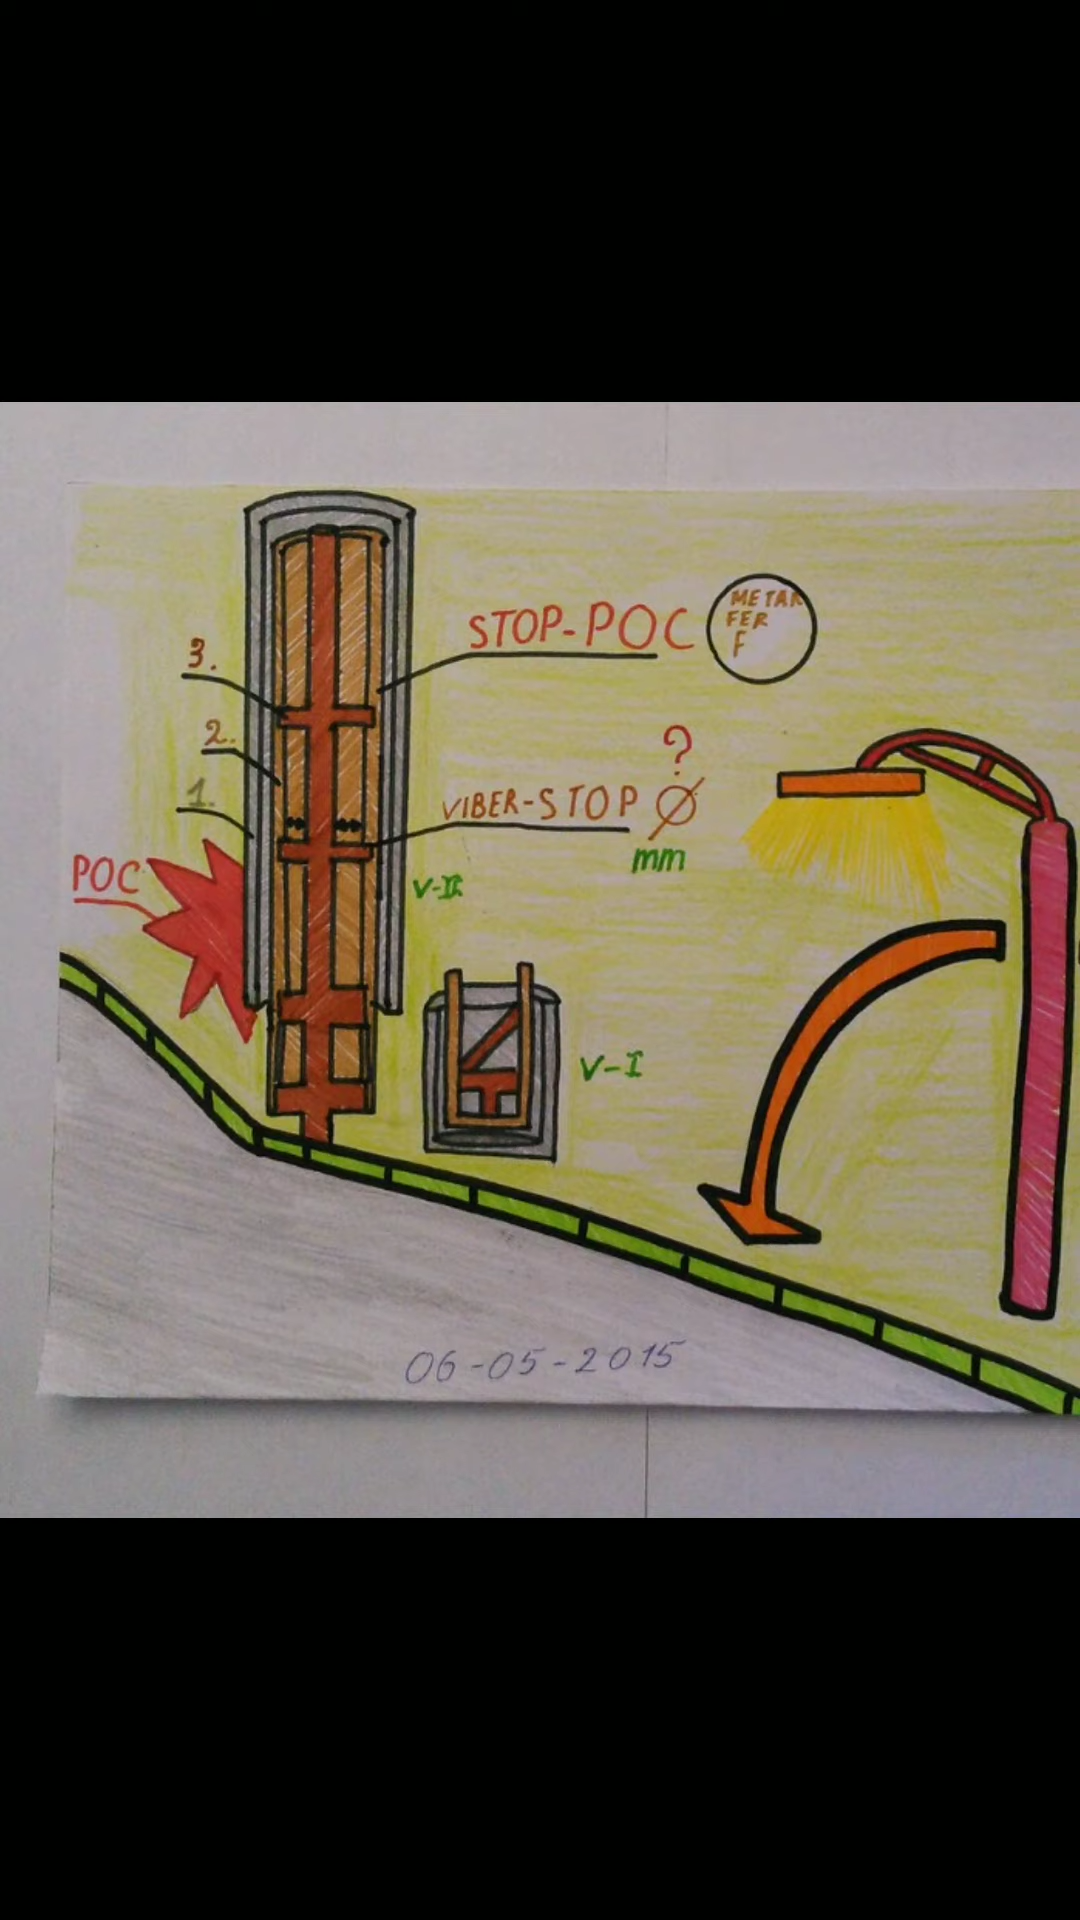 STOP-POC
METAR
FER
F
3.
2.
?
1.
VIBER-STOP Ø
mm
POC
V-II
V-I
06-05-2015